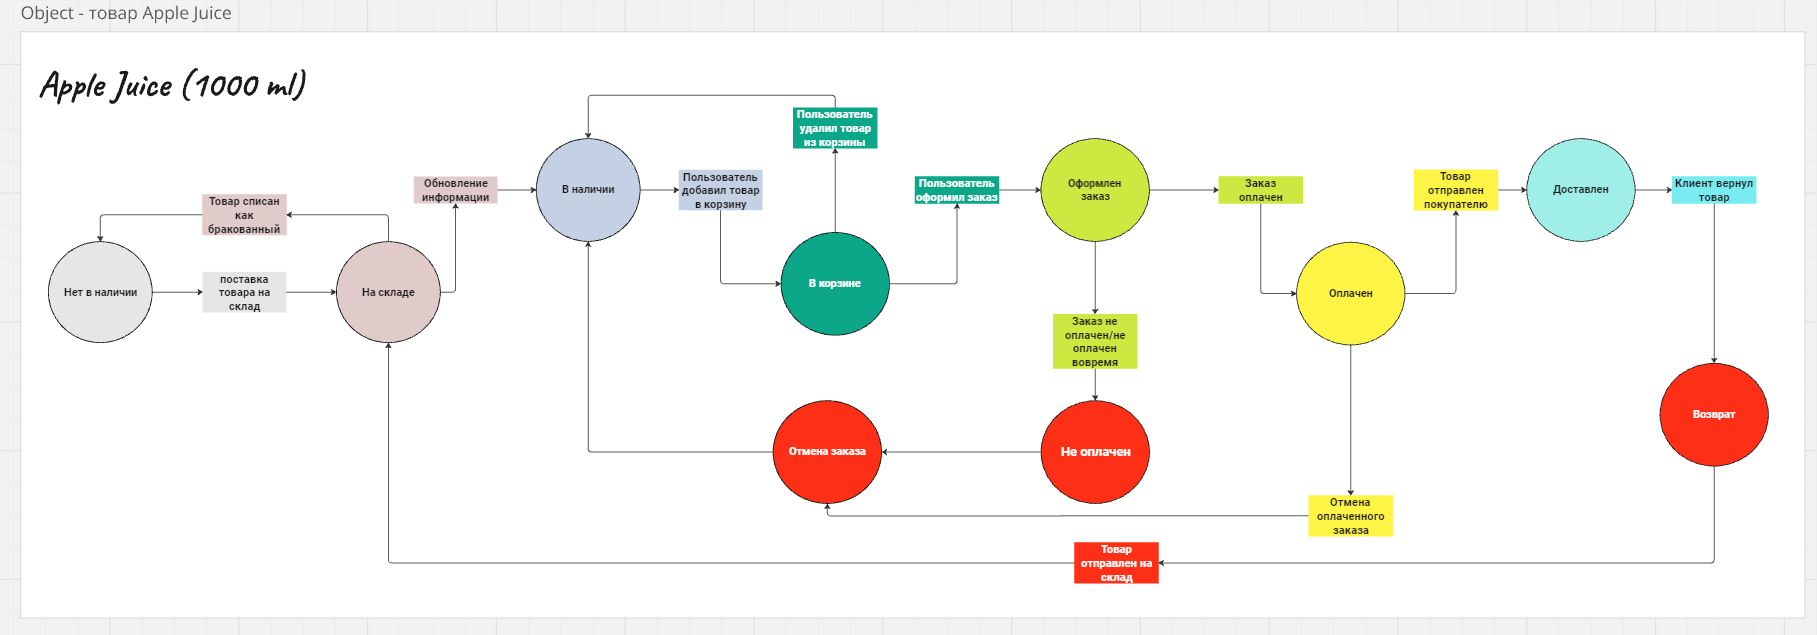 Object - товар Apple Juice
Apple Juice (1000 ml)
Нет в наличии
Товар списан
как
бракованный
поставка
товара на
склад
На складе
Обновление
информации
В наличии
Пользователь
добавил товар
в корзину
Пользователь
удалил товар
из корзины
В корзине
Пользователь
оформил заказ
Оформлен
заказ
Заказ
оплачен
Заказ не
оплачен/не
оплачен
вовремя
Оплачен
Товар
отправлен
покупателю
Доставлен
Клиент вернул
товар
Возврат
Отмена заказа
Не оплачен
Отмена
оплаченного
заказа
Товар
отправлен на
склад